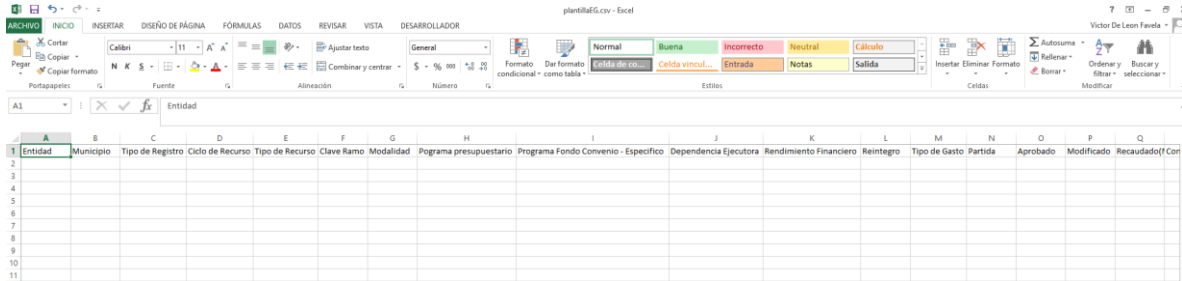 plantillaEG.csv - Excel
ARCHIVO INICIO INSERTAR DISEÑO DE PÁGINA FÓRMULAS DATOS REVISAR VISTA DESARROLLADOR Victor De Leon Favela
Pegar
Cortar
Copiar
Copiar formato
Portapapeles
Calibri 11
N K S
Fuente
Ajustar texto
Combinar y centrar
Alineación
General
$ % 000
Número
Formato condicional
Dar formato como tabla
Normal Buena Incorrecto Neutral Cálculo
Celda de co... Celda vincul... Entrada Notas Salida
Estilos
Insertar Eliminar Formato
Celdas
Autosuma
Rellenar
Borrar
Ordenar y filtrar
Buscar y seleccionar
Modificar
A1 fx Entidad
A B C D E F G H I J K L M N O P Q
1 Entidad Municipio Tipo de Registro Ciclo de Recurso Tipo de Recurso Clave Ramo Modalidad Pograma presupuestario Programa Fondo Convenio - Especifico Dependencia Ejecutora Rendimiento Financiero Reintegro Tipo de Gasto Partida Aprobado Modificado Recaudado( Con
2
3
4
5
6
7
8
9
10
11